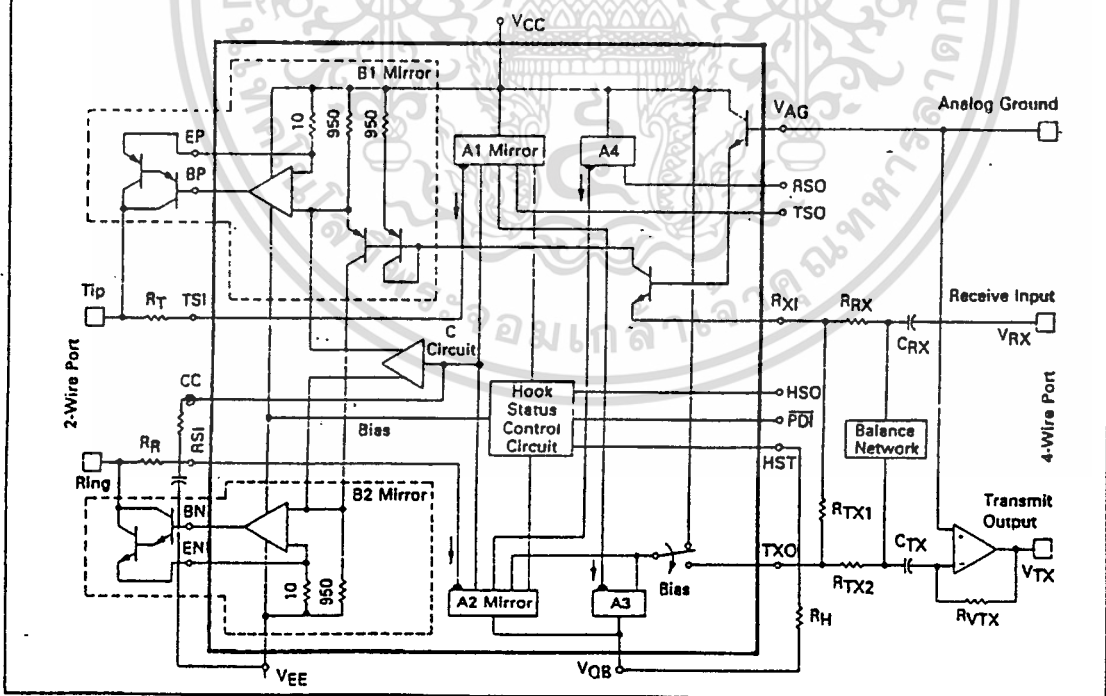 VCC
B1 Mirror
VAG
Analog Ground
10
950
950
EP
BP
A1 Mirror
A4
RSO
TSO
Tip
RT
TSI
RXI
RRX
Receive Input
CRX
VRX
C
Circuit
2-Wire Port
CC
Hook
Status
Control
Circuit
HSO
PDI
HST
Balance
Network
4-Wire Port
Bias
RR
RSI
Ring
B2 Mirror
BN
EN
10
950
RTX1
Transmit
Output
TXO
CTX
RTX2
VTX
RVTX
A2 Mirror
A3
Bias
RH
VEE
VQB